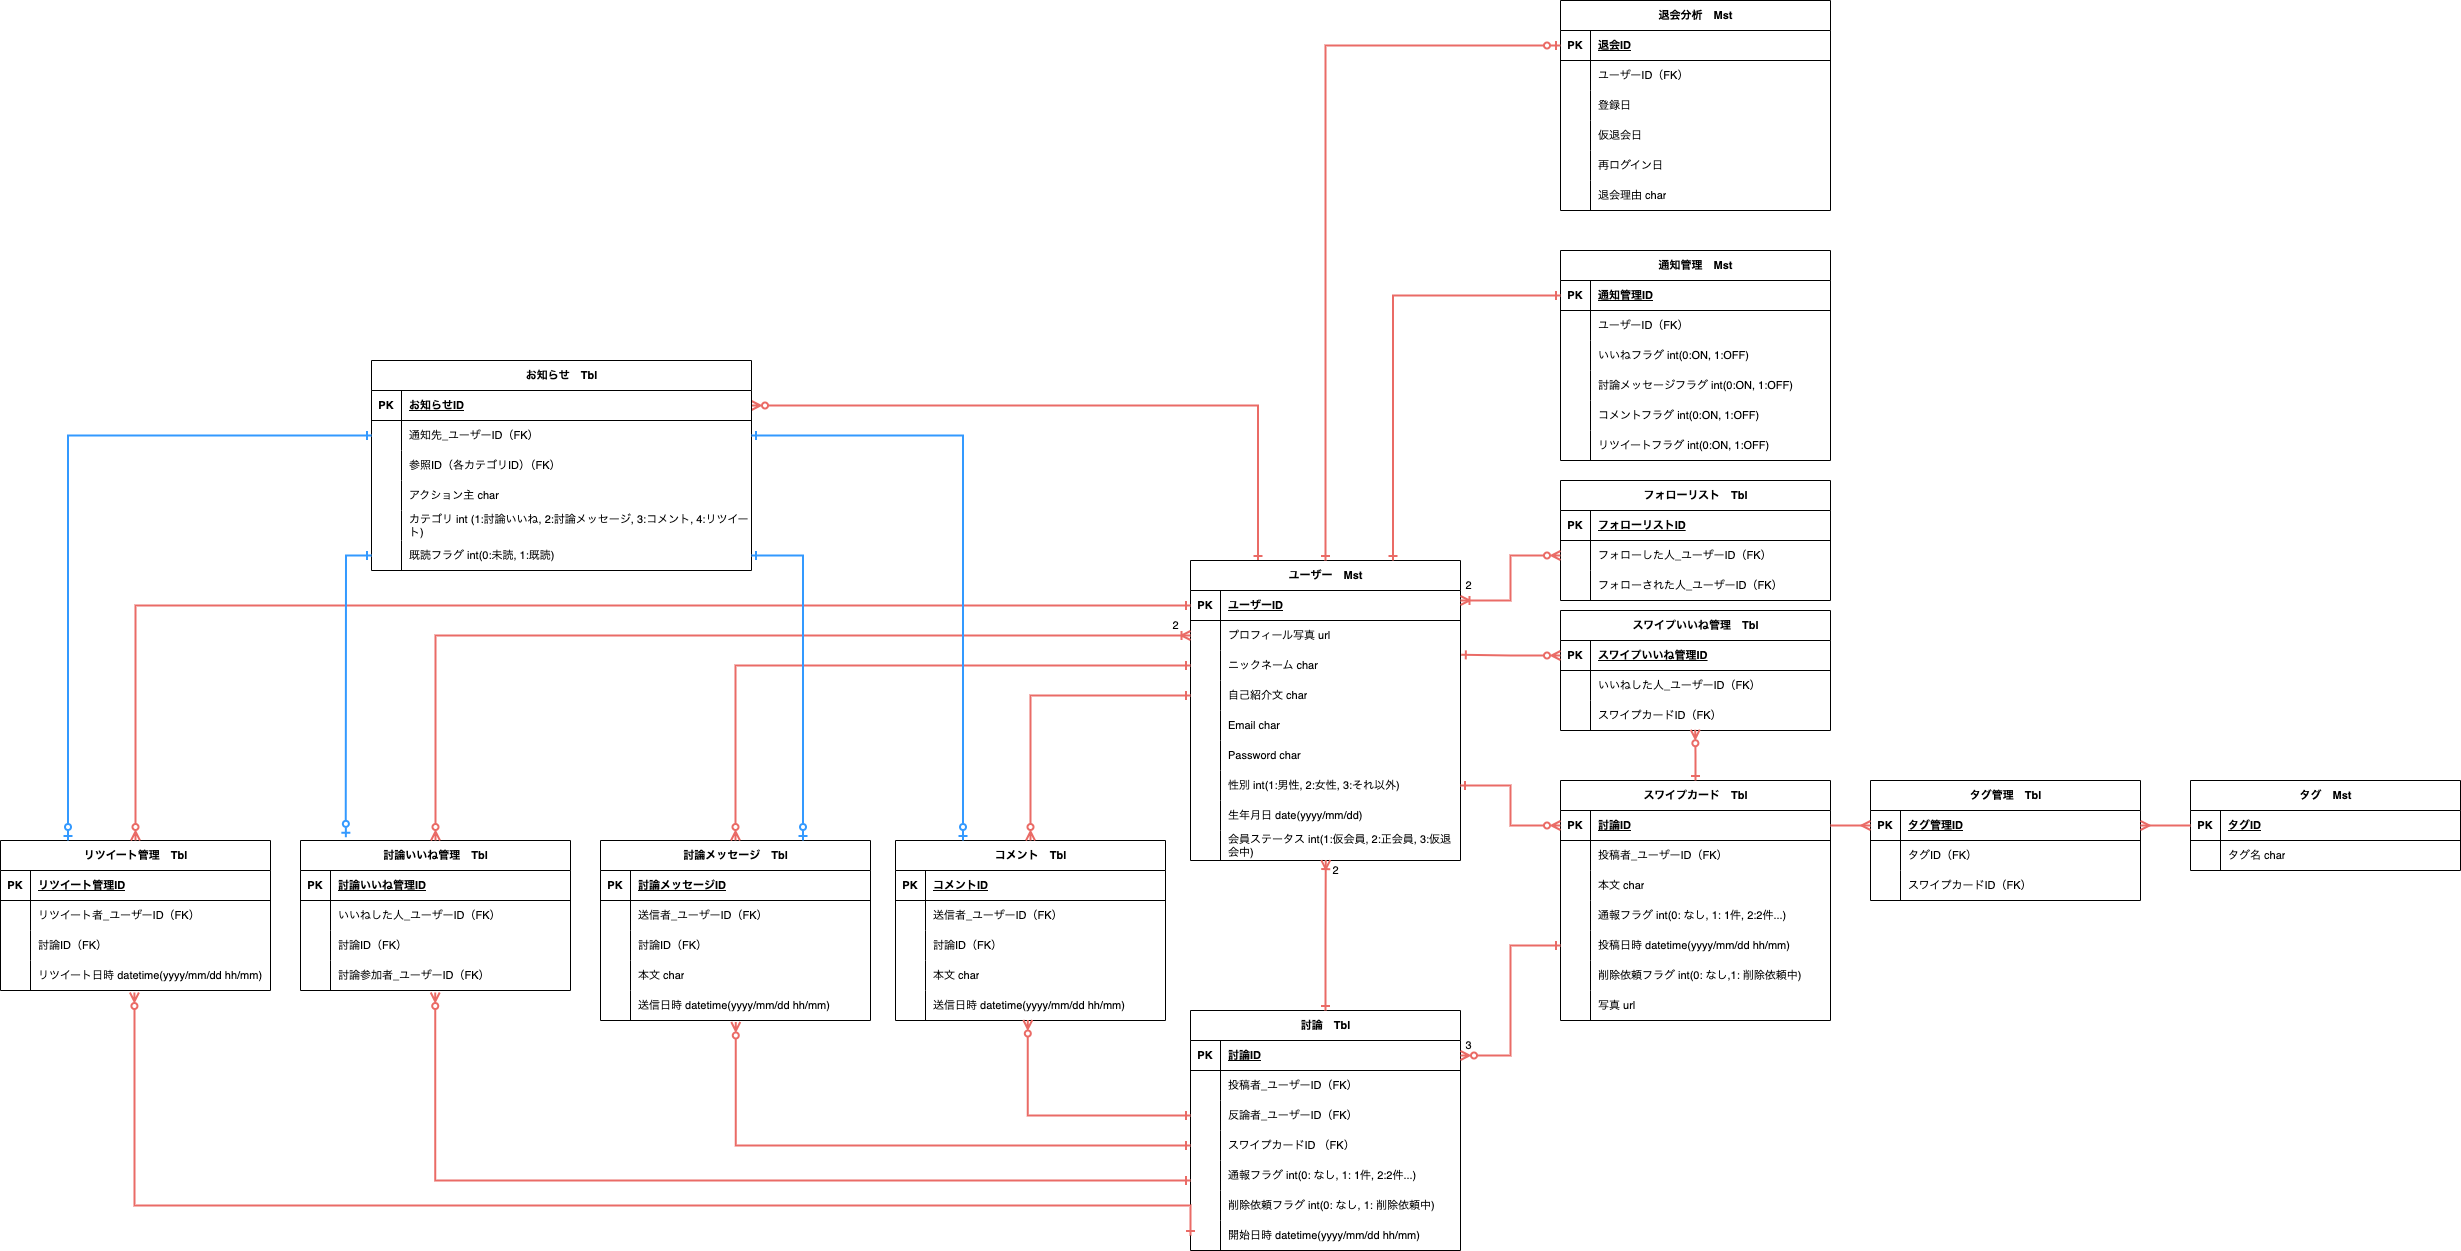 退会分析　Mst
PK 退会ID
ユーザーID（FK）
登録日
仮退会日
再ログイン日
退会理由 char
通知管理　Mst
PK 通知管理ID
ユーザーID（FK）
いいねフラグ int(0:ON, 1:OFF)
討論メッセージフラグ int(0:ON, 1:OFF)
コメントフラグ int(0:ON, 1:OFF)
リツイートフラグ int(0:ON, 1:OFF)
お知らせ　Tbl
PK お知らせID
通知先_ユーザーID（FK）
参照ID（各カテゴリID）（FK）
アクション主 char
カテゴリ int (1:討論いいね, 2:討論メッセージ, 3:コメント, 4:リツイー
ト)
既読フラグ int(0:未読, 1:既読)
フォローリスト　Tbl
PK フォローリストID
フォローした人_ユーザーID（FK）
フォローされた人_ユーザーID（FK）
ユーザー　Mst
PK ユーザーID
プロフィール写真 url
ニックネーム char
自己紹介文 char
Email char
Password char
性別 int(1:男性, 2:女性, 3:それ以外)
生年月日 date(yyyy/mm/dd)
会員ステータス int(1:仮会員, 2:正会員, 3:仮退
会中)
2
2
2
スワイプいいね管理　Tbl
PK スワイプいいね管理ID
いいねした人_ユーザーID（FK）
スワイプカードID（FK）
スワイプカード　Tbl
PK 討論ID
投稿者_ユーザーID（FK）
本文 char
通報フラグ int(0: なし, 1: 1件, 2:2件...)
投稿日時 datetime(yyyy/mm/dd hh/mm)
削除依頼フラグ int(0: なし,1: 削除依頼中)
写真 url
タグ管理　Tbl
PK タグ管理ID
タグID（FK）
スワイプカードID（FK）
タグ　Mst
PK タグID
タグ名 char
リツイート管理　Tbl
PK リツイート管理ID
リツイート者_ユーザーID（FK）
討論ID（FK）
リツイート日時 datetime(yyyy/mm/dd hh/mm)
討論いいね管理　Tbl
PK 討論いいね管理ID
いいねした人_ユーザーID（FK）
討論ID（FK）
討論参加者_ユーザーID（FK）
討論メッセージ　Tbl
PK 討論メッセージID
送信者_ユーザーID（FK）
討論ID（FK）
本文 char
送信日時 datetime(yyyy/mm/dd hh/mm)
コメント　Tbl
PK コメントID
送信者_ユーザーID（FK）
討論ID（FK）
本文 char
送信日時 datetime(yyyy/mm/dd hh/mm)
討論　Tbl
PK 討論ID
投稿者_ユーザーID（FK）
反論者_ユーザーID（FK）
スワイプカードID （FK）
通報フラグ int(0: なし, 1: 1件, 2:2件...)
削除依頼フラグ int(0: なし, 1: 削除依頼中)
開始日時 datetime(yyyy/mm/dd hh/mm)
3